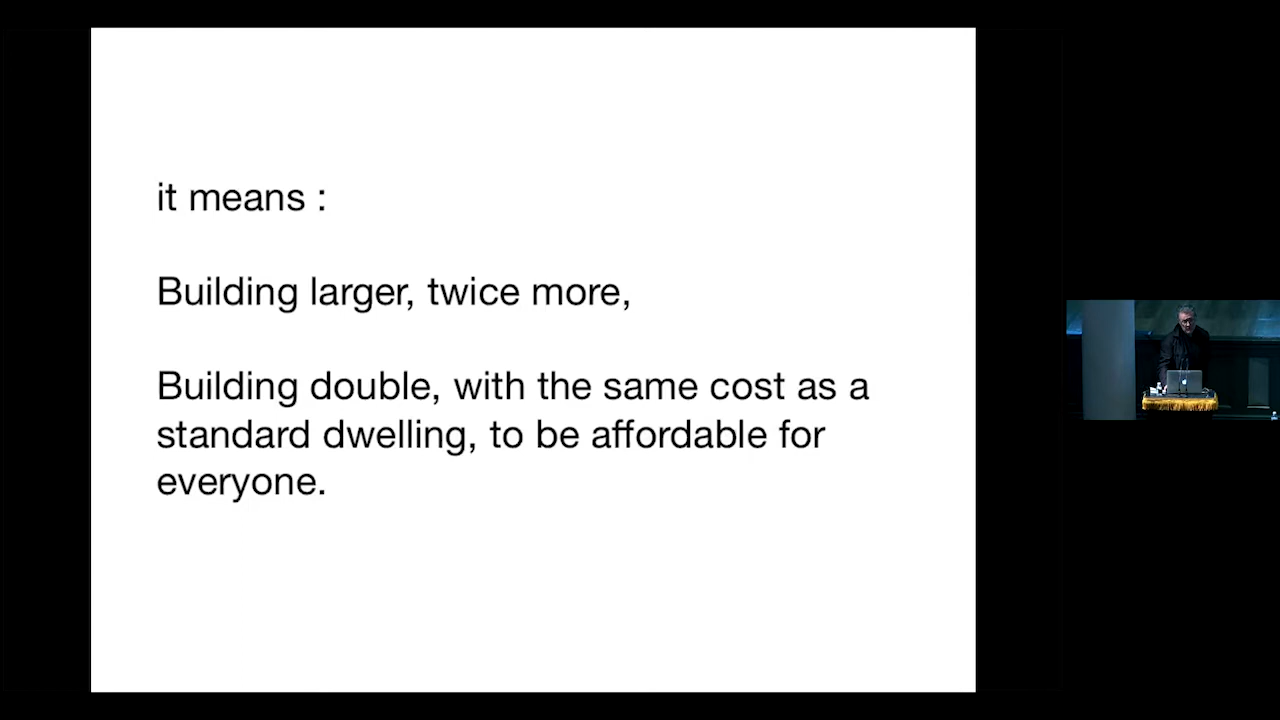 it means :
Building larger, twice more,
Building double, with the same cost as a
standard dwelling, to be affordable for
everyone.